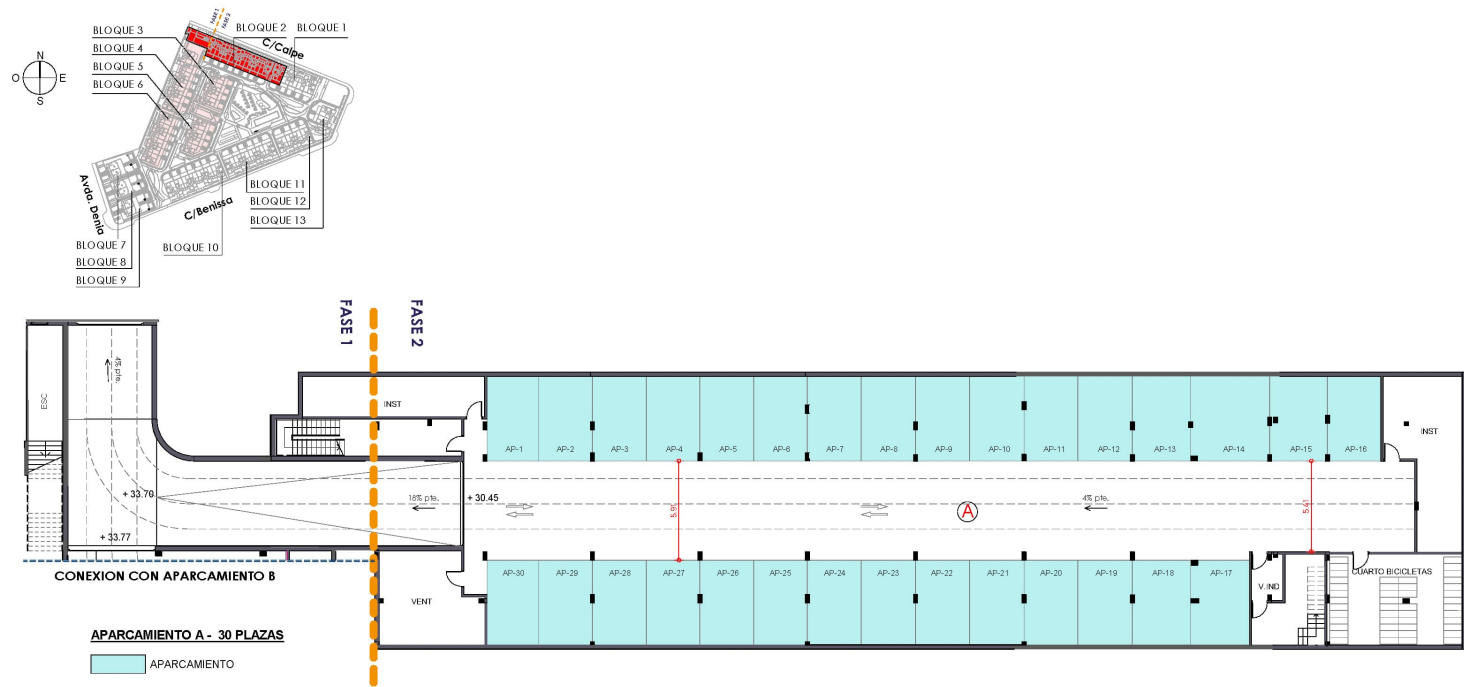 FASE 1
FASE 2
BLOQUE 3
BLOQUE 2
BLOQUE 1
BLOQUE 4
C/Calpe
BLOQUE 5
BLOQUE 6
N
O
E
S
Avda. Denia
C/Benissa
BLOQUE 11
BLOQUE 12
BLOQUE 13
BLOQUE 7
BLOQUE 10
BLOQUE 8
BLOQUE 9
FASE 1
FASE 2
4% pte.
ESC
INST
INST
AP-1 AP-2 AP-3 AP-4 AP-5 AP-6 AP-7 AP-8 AP-9 AP-10 AP-11 AP-12 AP-13 AP-14 AP-15 AP-16
+ 33.70
18% pte.
+ 30.45
5.91
A
4% pte.
5.41
+ 33.77
CONEXION CON APARCAMIENTO B
AP-30 AP-29 AP-28 AP-27 AP-26 AP-25 AP-24 AP-23 AP-22 AP-21 AP-20 AP-19 AP-18 AP-17
VENT
V.IND
CUARTO BICICLETAS
APARCAMIENTO A - 30 PLAZAS
APARCAMIENTO